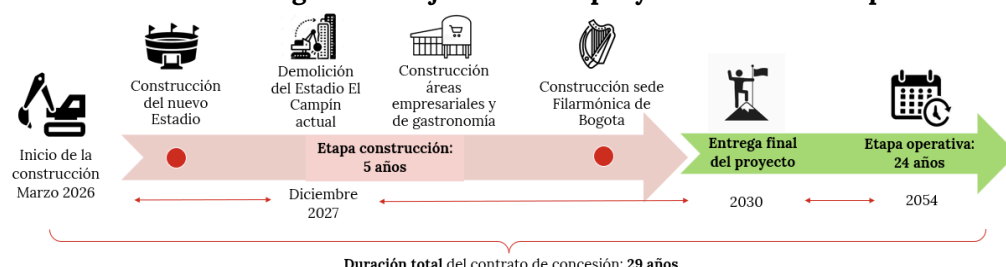 Construcción
del nuevo
Estadio
Demolición
del Estadio El
Campín
actual
Construcción
áreas
empresariales y
de gastronomía
Construcción sede
Filarmónica de
Bogota
Inicio de la
construcción
Marzo 2026
Etapa construcción:
5 años
Entrega final
del proyecto
Etapa operativa:
24 años
Diciembre
2027
2030
2054
Duración total del contrato de concesión: 29 años